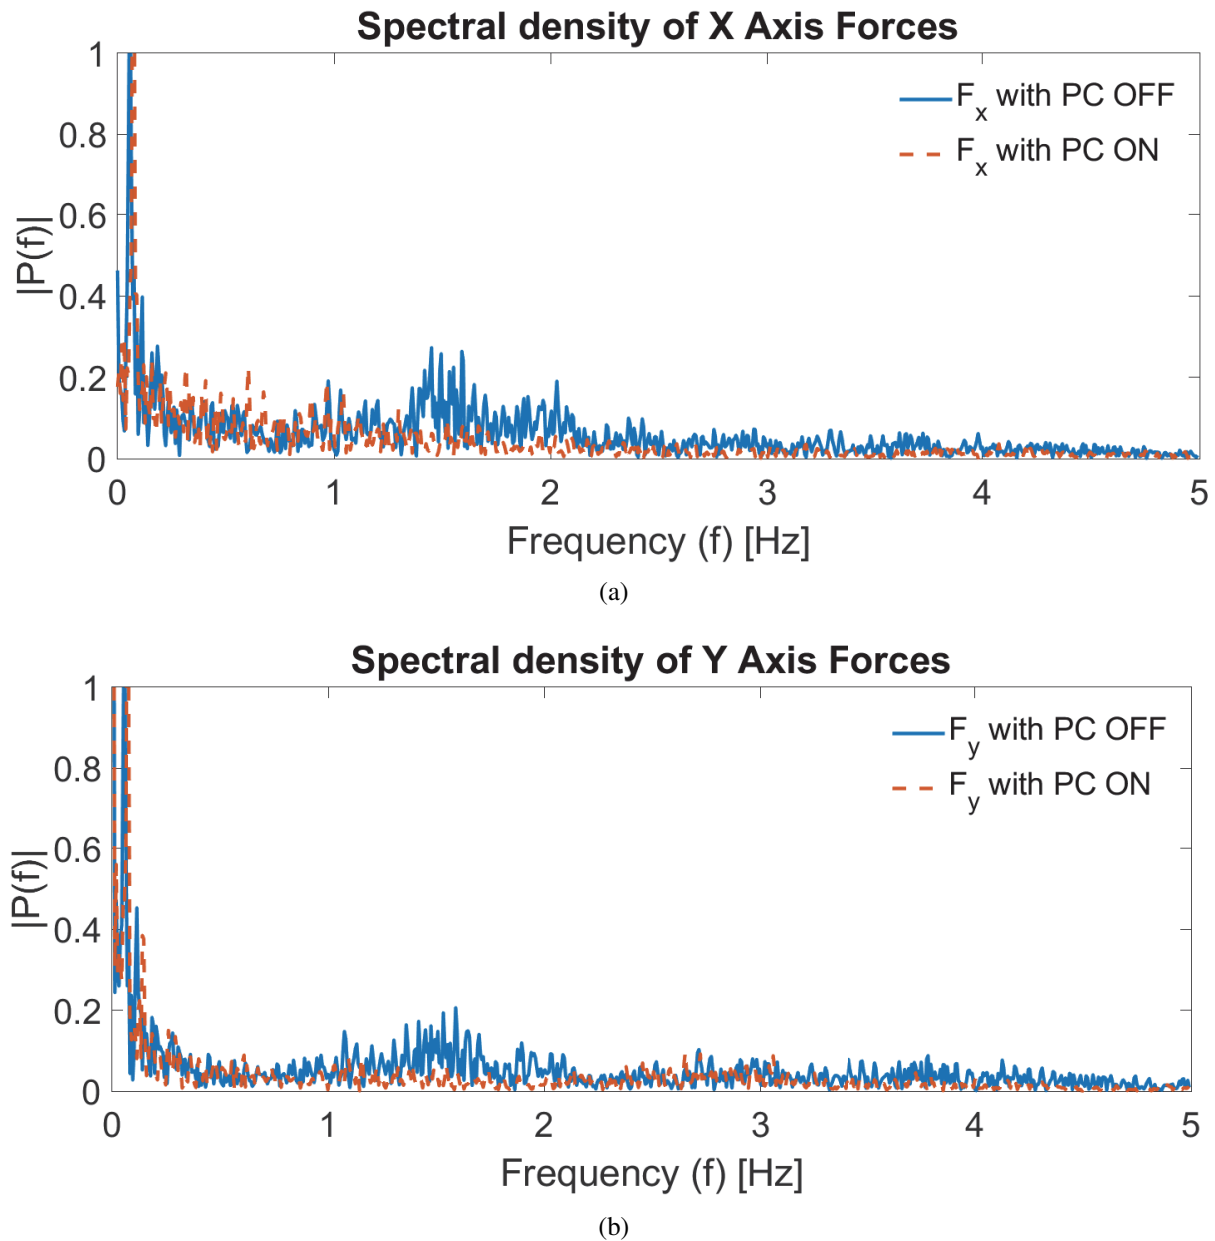 Spectral density of X Axis Forces
1
0.8
0.6
0.4
0.2
0
|P(f)|
F_x with PC OFF
F_x with PC ON
0 1 2 3 4 5
Frequency (f) [Hz]
(a)
Spectral density of Y Axis Forces
1
0.8
0.6
0.4
0.2
0
|P(f)|
F_y with PC OFF
F_y with PC ON
0 1 2 3 4 5
Frequency (f) [Hz]
(b)